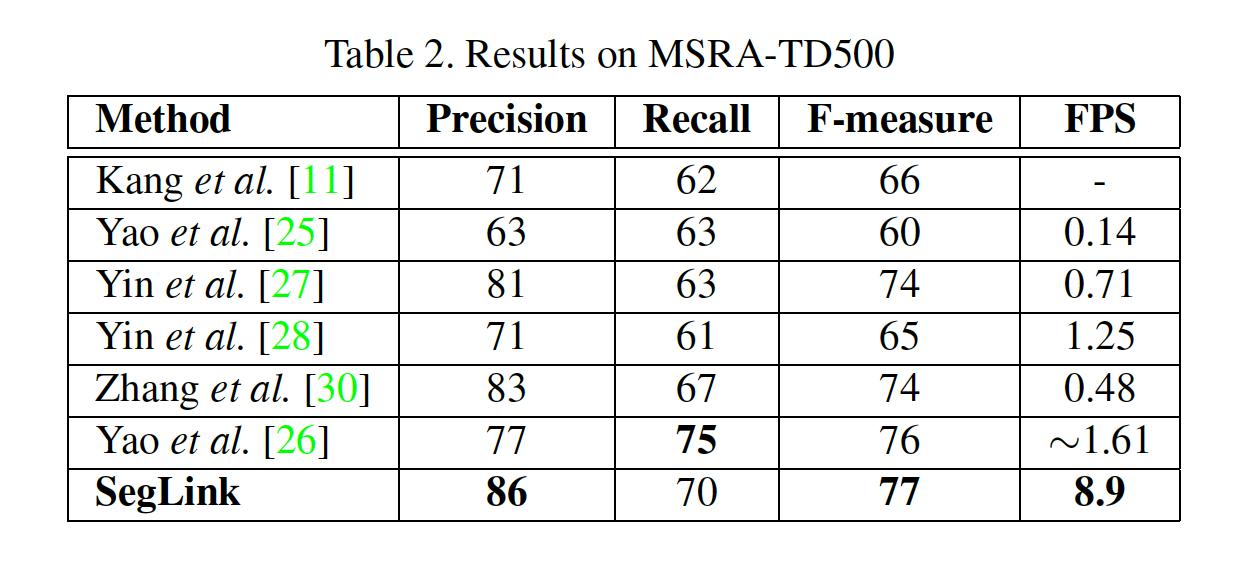 Table 2. Results on MSRA-TD500
Method Precision Recall F-measure FPS
Kang et al. [11] 71 62 66 -
Yao et al. [25] 63 63 60 0.14
Yin et al. [27] 81 63 74 0.71
Yin et al. [28] 71 61 65 1.25
Zhang et al. [30] 83 67 74 0.48
Yao et al. [26] 77 75 76 ~1.61
SegLink 86 70 77 8.9